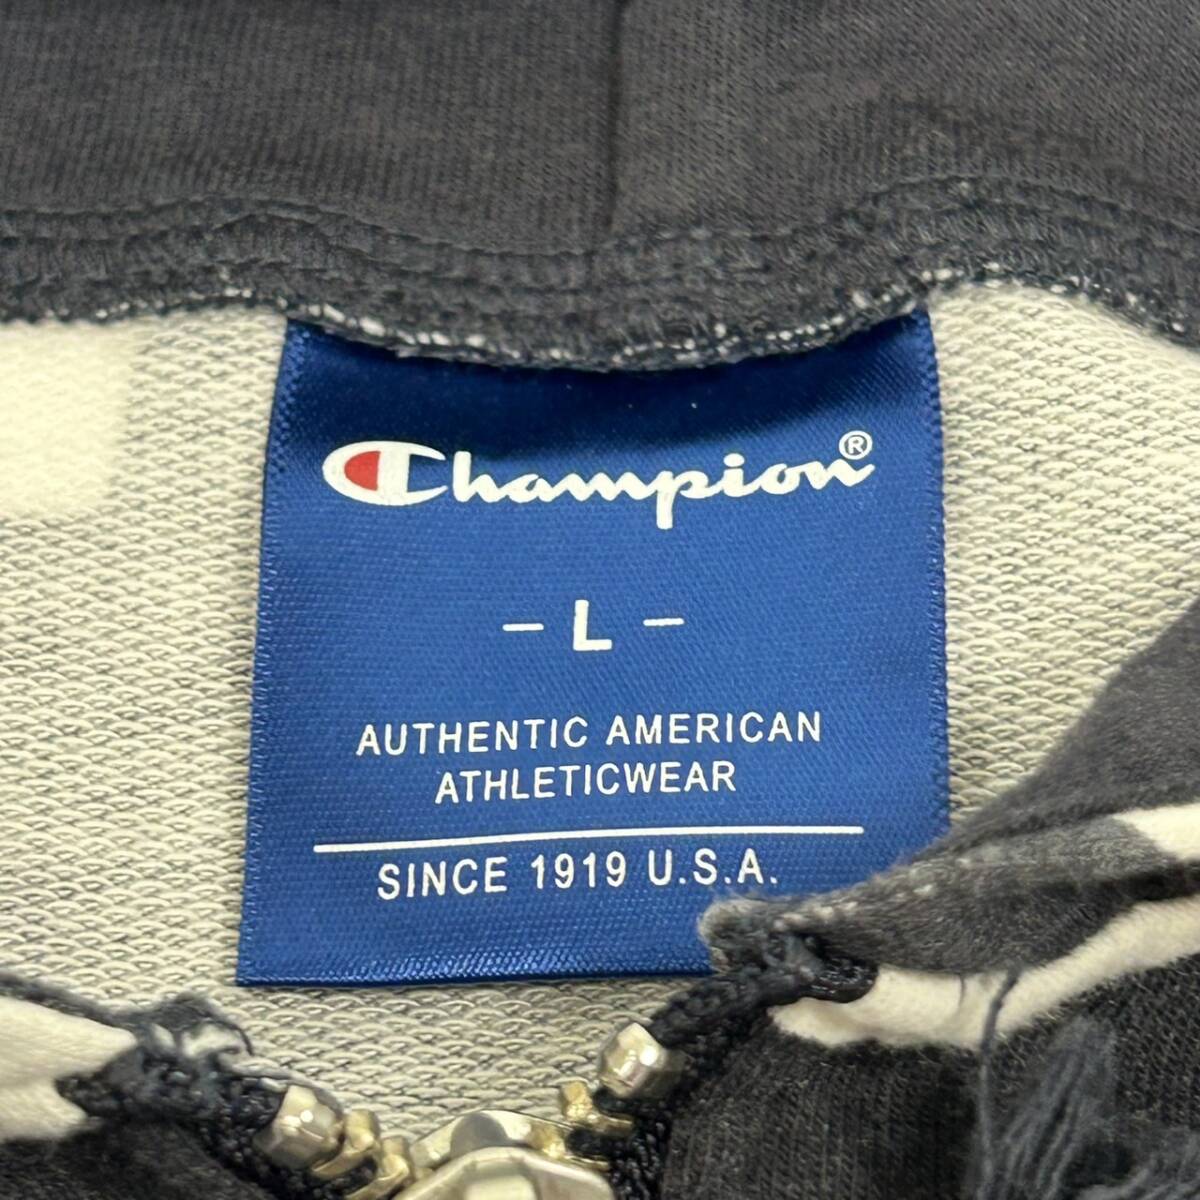 Champion®
- L -
AUTHENTIC AMERICAN
ATHLETICWEAR
SINCE 1919 U.S.A.